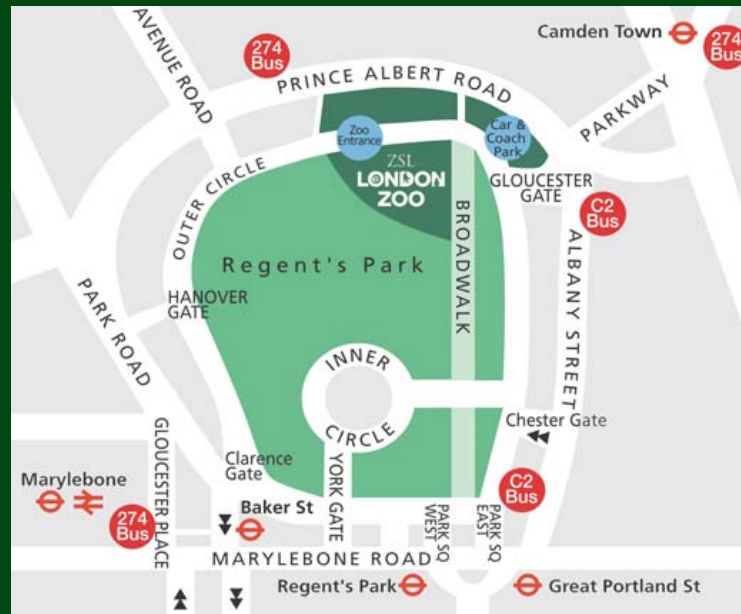 Camden Town
274
Bus
274
Bus
AVENUE ROAD
PRINCE ALBERT ROAD
PARKWAY
Zoo
Entrance
Car &
Coach
Park
ZSL
LONDON
ZOO
GLOUCESTER
GATE
C2
Bus
OUTER CIRCLE
BROADWALK
ALBANY STREET
Regent's Park
HANOVER
GATE
PARK ROAD
INNER
CIRCLE
Chester Gate
GLOUCESTER PLACE
Clarence
Gate
YORK GATE
Marylebone
Baker St
C2
Bus
274
Bus
PARK SQ
WEST
PARK SQ
EAST
MARYLEBONE ROAD
Regent's Park
Great Portland St